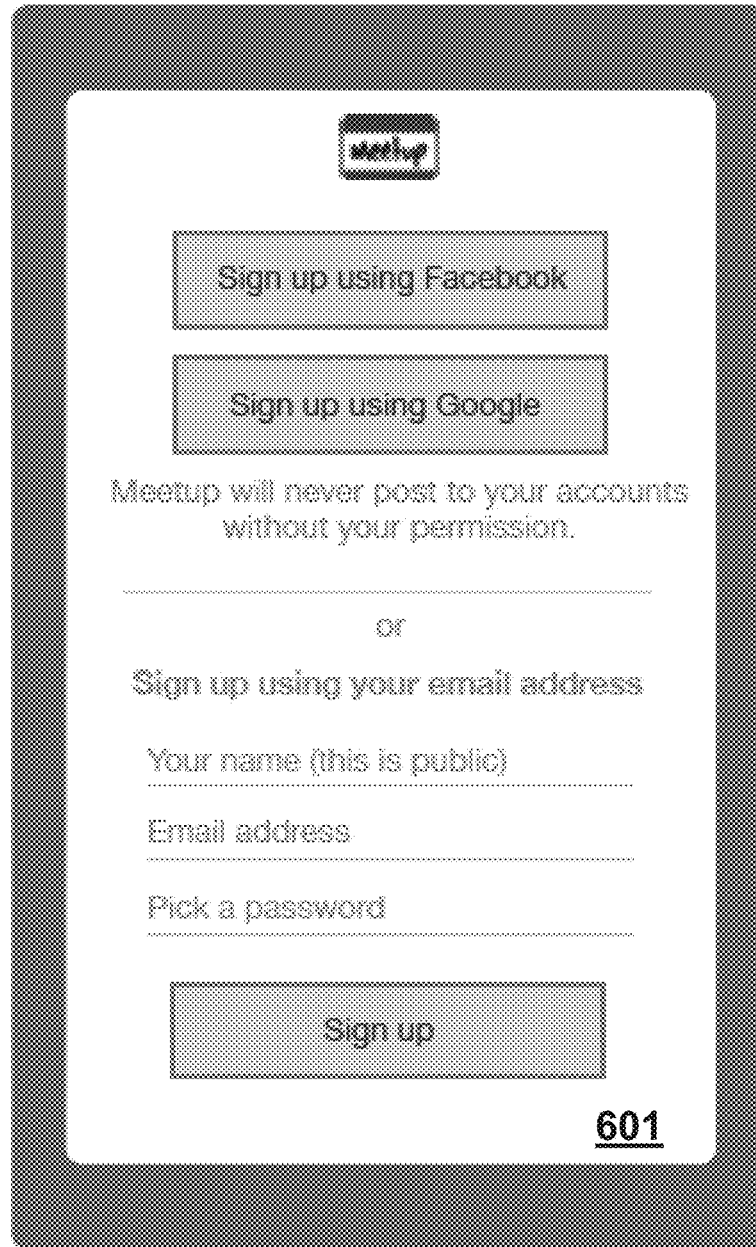 meetup
Sign up using Facebook
Sign up using Google
Meetup will never post to your accounts
without your permission.
or
Sign up using your email address
Your name (this is public)
Email address
Pick a password
Sign up
601